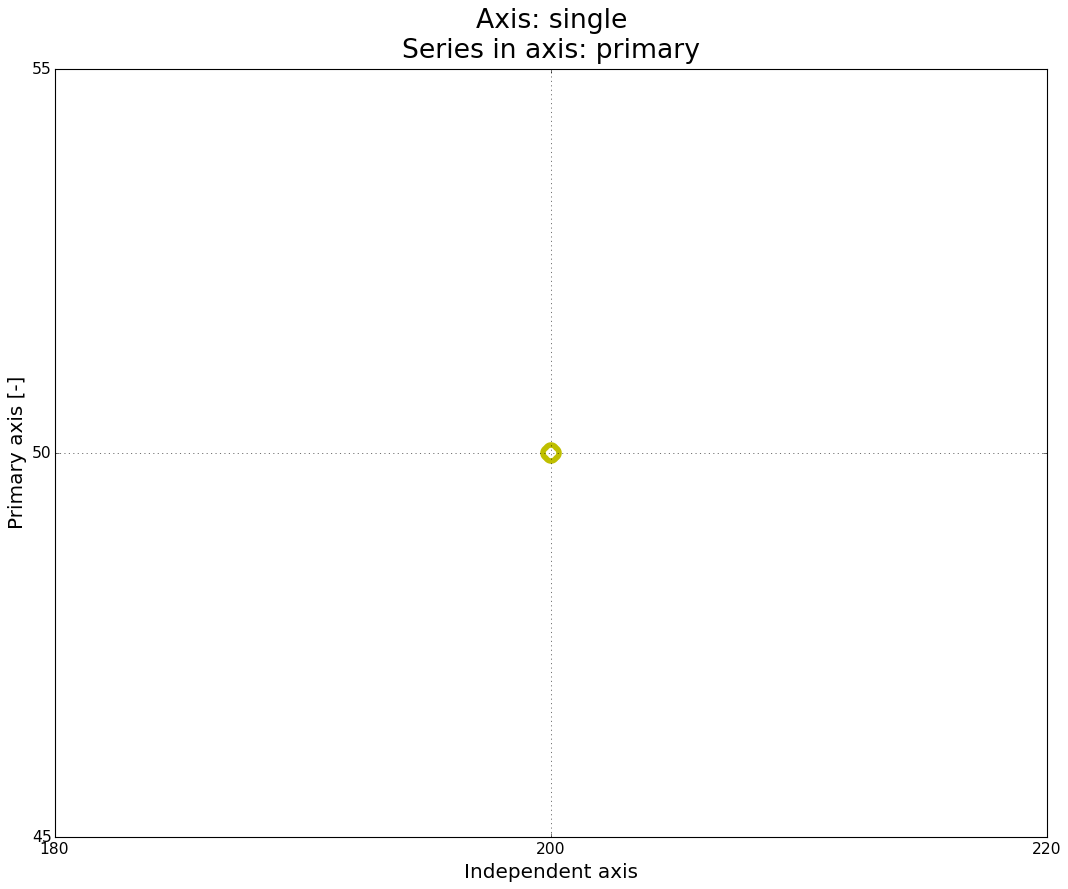 Axis: single
Series in axis: primary
55
50
45
Primary axis [-]
180
200
220
Independent axis